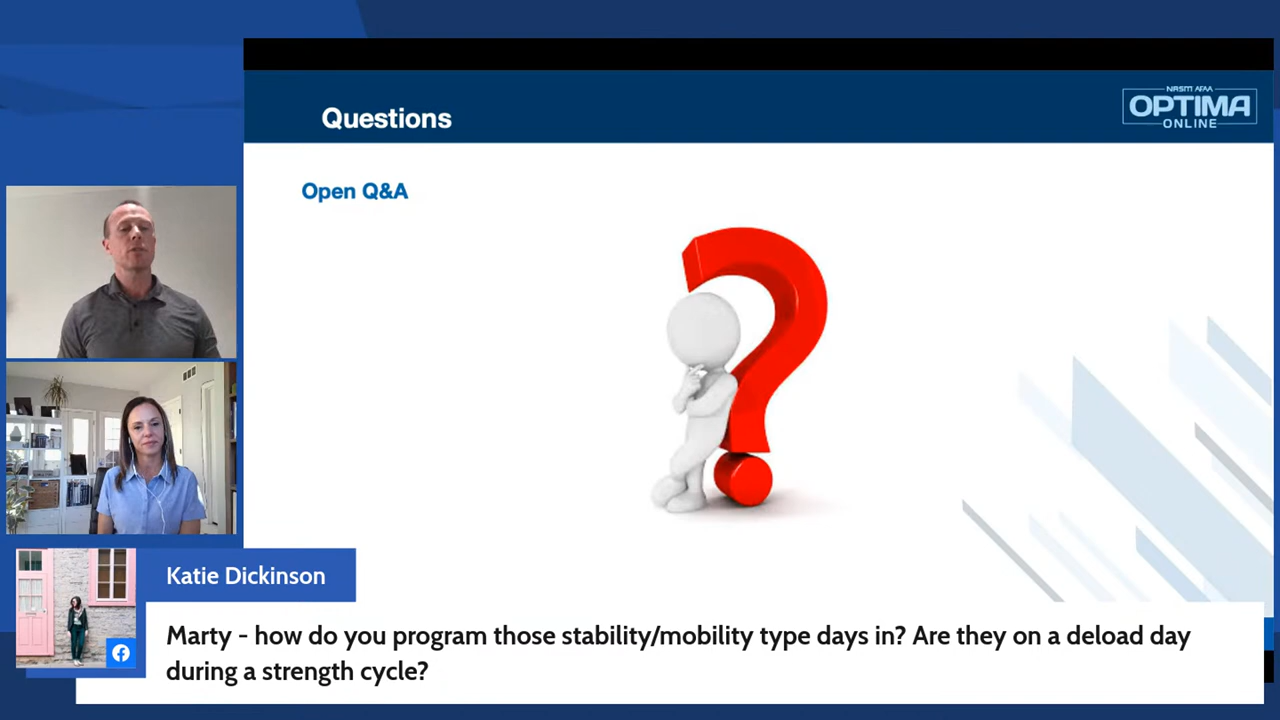 Questions
NASM AFAA
OPTIMA
ONLINE
Open Q&A
Katie Dickinson
Marty - how do you program those stability/mobility type days in? Are they on a deload day
during a strength cycle?